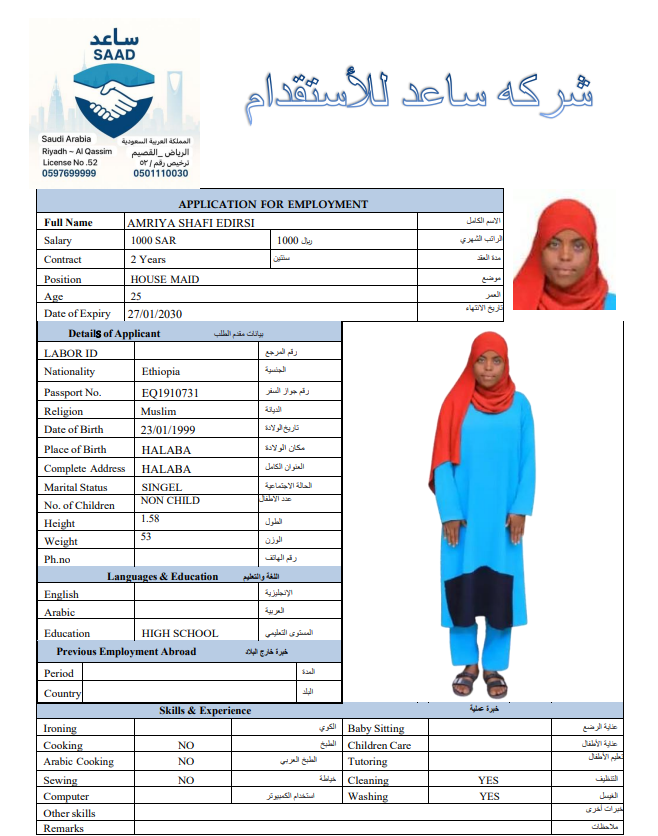 ساعد
SAAD
Saudi Arabia المملكة العربية السعودية
Riyadh ~ Al Qassim الرياض _ القصيم
License No .52 ترخيص رقم / ٥٢
0597699999 0501110030
شركه ساعد للأستقدام
APPLICATION FOR EMPLOYMENT
Full Name AMRIYA SHAFI EDIRSI الاسم الكامل
Salary 1000 SAR 1000 ريال الراتب الشهري
Contract 2 Years سنتين مدة العقد
Position HOUSE MAID موضع
Age 25 العمر
Date of Expiry 27/01/2030 تاريخ الانتهاء
Details of Applicant بيانات مقدم الطلب
LABOR ID رقم المرجع
Nationality Ethiopia الجنسية
Passport No. EQ1910731 رقم جواز السفر
Religion Muslim الديانة
Date of Birth 23/01/1999 تاريخ الولادة
Place of Birth HALABA مكان الولادة
Complete Address HALABA العنوان الكامل
Marital Status SINGEL الحالة الاجتماعية
No. of Children NON CHILD عدد الاطفال
Height 1.58 الطول
Weight 53 الوزن
Ph.no رقم الهاتف
Languages & Education اللغة والتعليم
English الإنجليزية
Arabic العربية
Education HIGH SCHOOL المستوى التعليمي
Previous Employment Abroad خبرة خارج البلاد
Period المدة
Country البلد
Skills & Experience خبرة عملية
Ironing الكوي Baby Sitting عناية الرضع
Cooking NO الطبخ Children Care عناية الأطفال
Arabic Cooking NO الطبخ العربي Tutoring تعليم الأطفال
Sewing NO خياطة Cleaning YES التنظيف
Computer استخدام الكمبيوتر Washing YES الغيسل
Other skills خبرات أخرى
Remarks ملاحظات